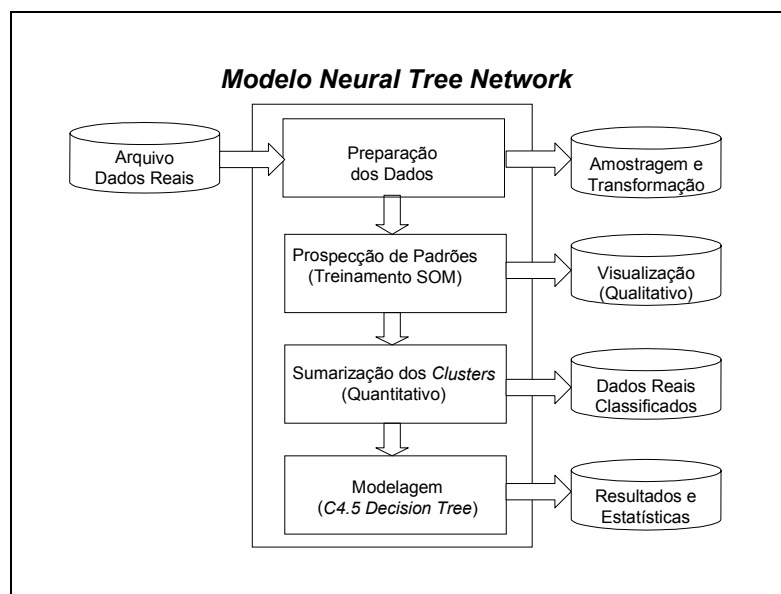 Modelo Neural Tree Network
Arquivo
Dados Reais
Preparação
dos Dados
Amostragem e
Transformação
Prospecção de Padrões
(Treinamento SOM)
Visualização
(Qualitativo)
Sumarização dos Clusters
(Quantitativo)
Dados Reais
Classificados
Modelagem
(C4.5 Decision Tree)
Resultados e
Estatísticas